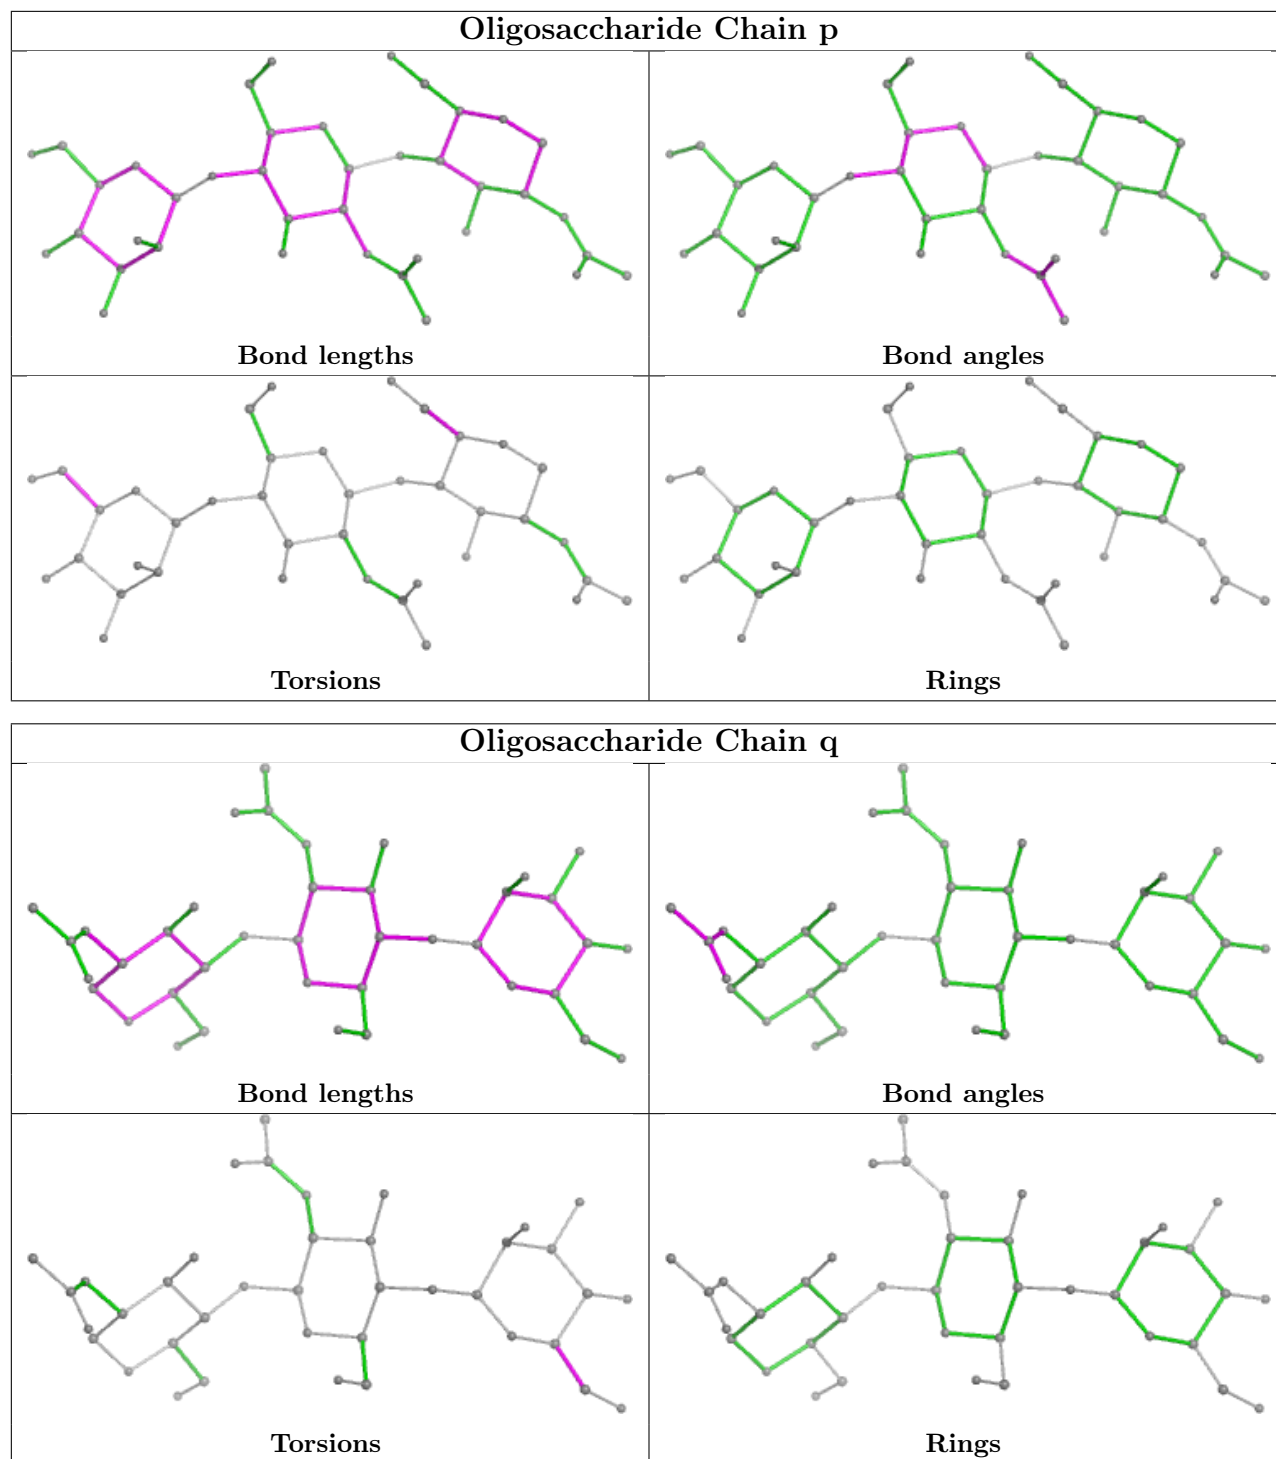 Oligosaccharide Chain p
Bond lengths
Bond angles
Torsions
Rings
Oligosaccharide Chain q
Bond lengths
Bond angles
Torsions
Rings